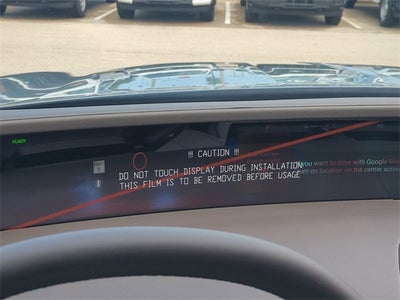 READY
!!! CAUTION !!!
DO NOT TOUCH DISPLAY DURING INSTALLATION
THIS FILM IS TO BE REMOVED BEFORE USAGE
you want to drive with Google
turn on location on the center